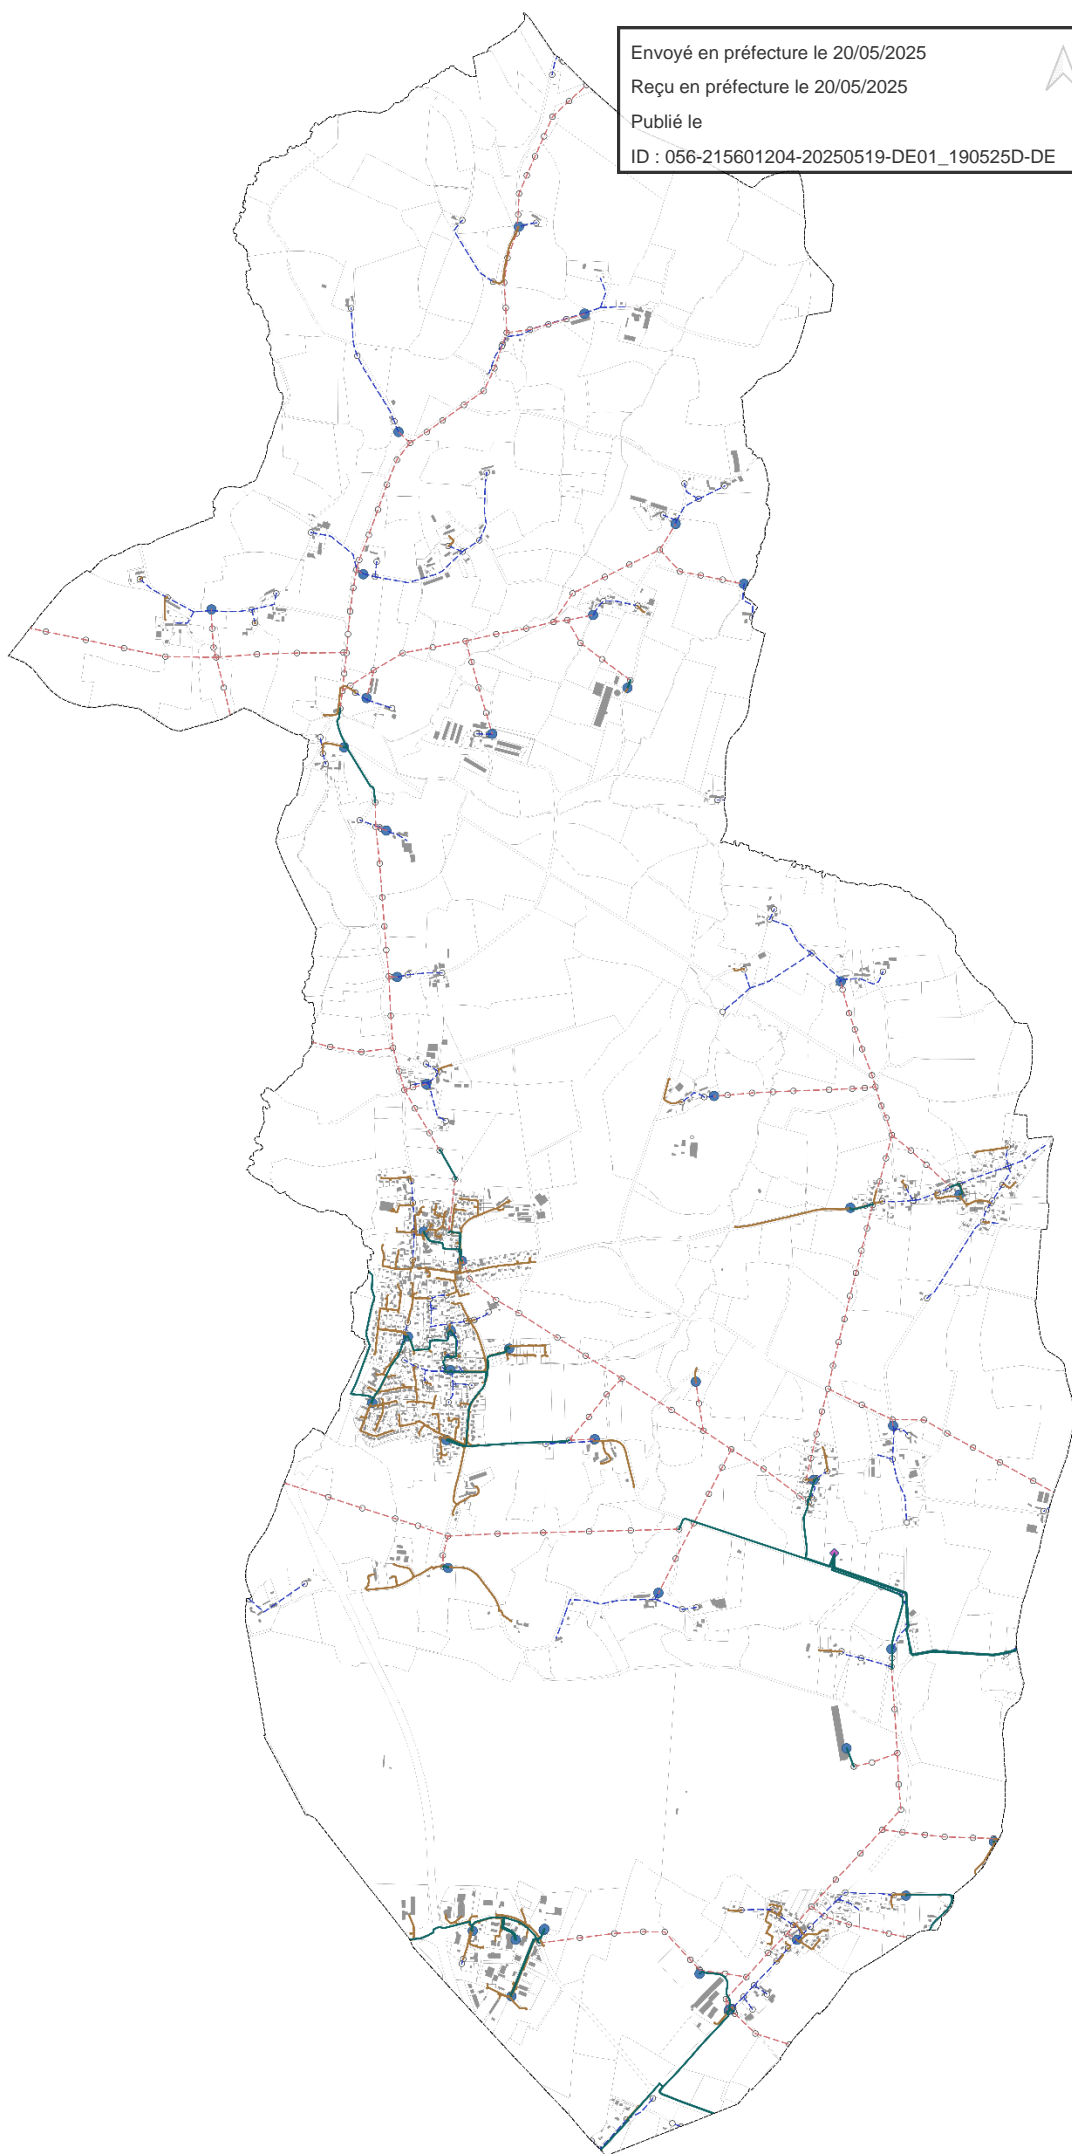 Envoyé en préfecture le 20/05/2025
Reçu en préfecture le 20/05/2025
Publié le
ID : 056-215601204-20250519-DE01_190525D-DE